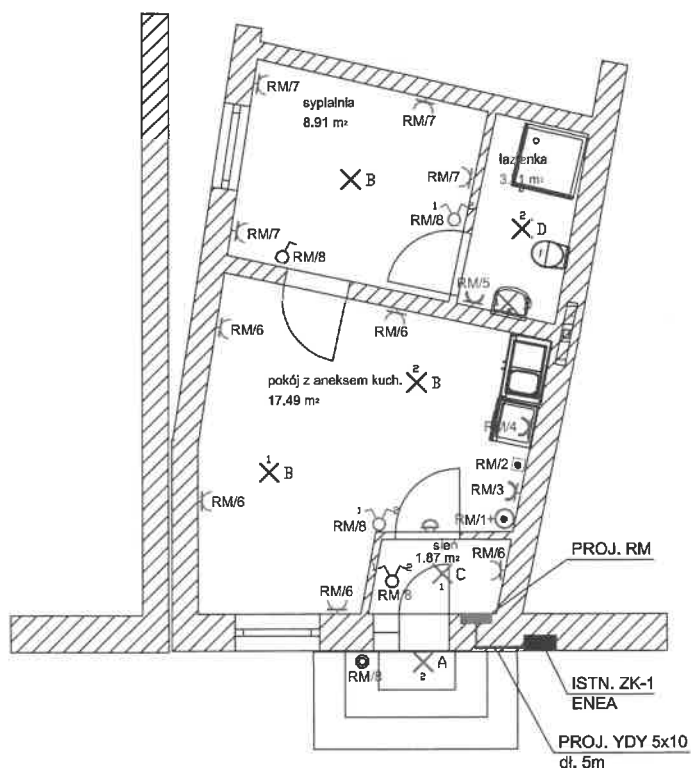 RM/7
sypialnia
8.91 m²
RM/7
łazienka
B
RM/7
1 2
RM/8
2
D
RM/7
RM/8
RM/5
RM/6
RM/6
pokój z aneksem kuch.
17.49 m²
2
B
RM/4
1
B
RM/2
RM/3
RM/6
1 2
RM/8
RM/1
sień
1.87 m²
RM/6
PROJ. RM
2
C
1
RM/6
RM/8
RM/8
A
2
ISTN. ZK-1
ENEA
PROJ. YDY 5x10
dł. 5m